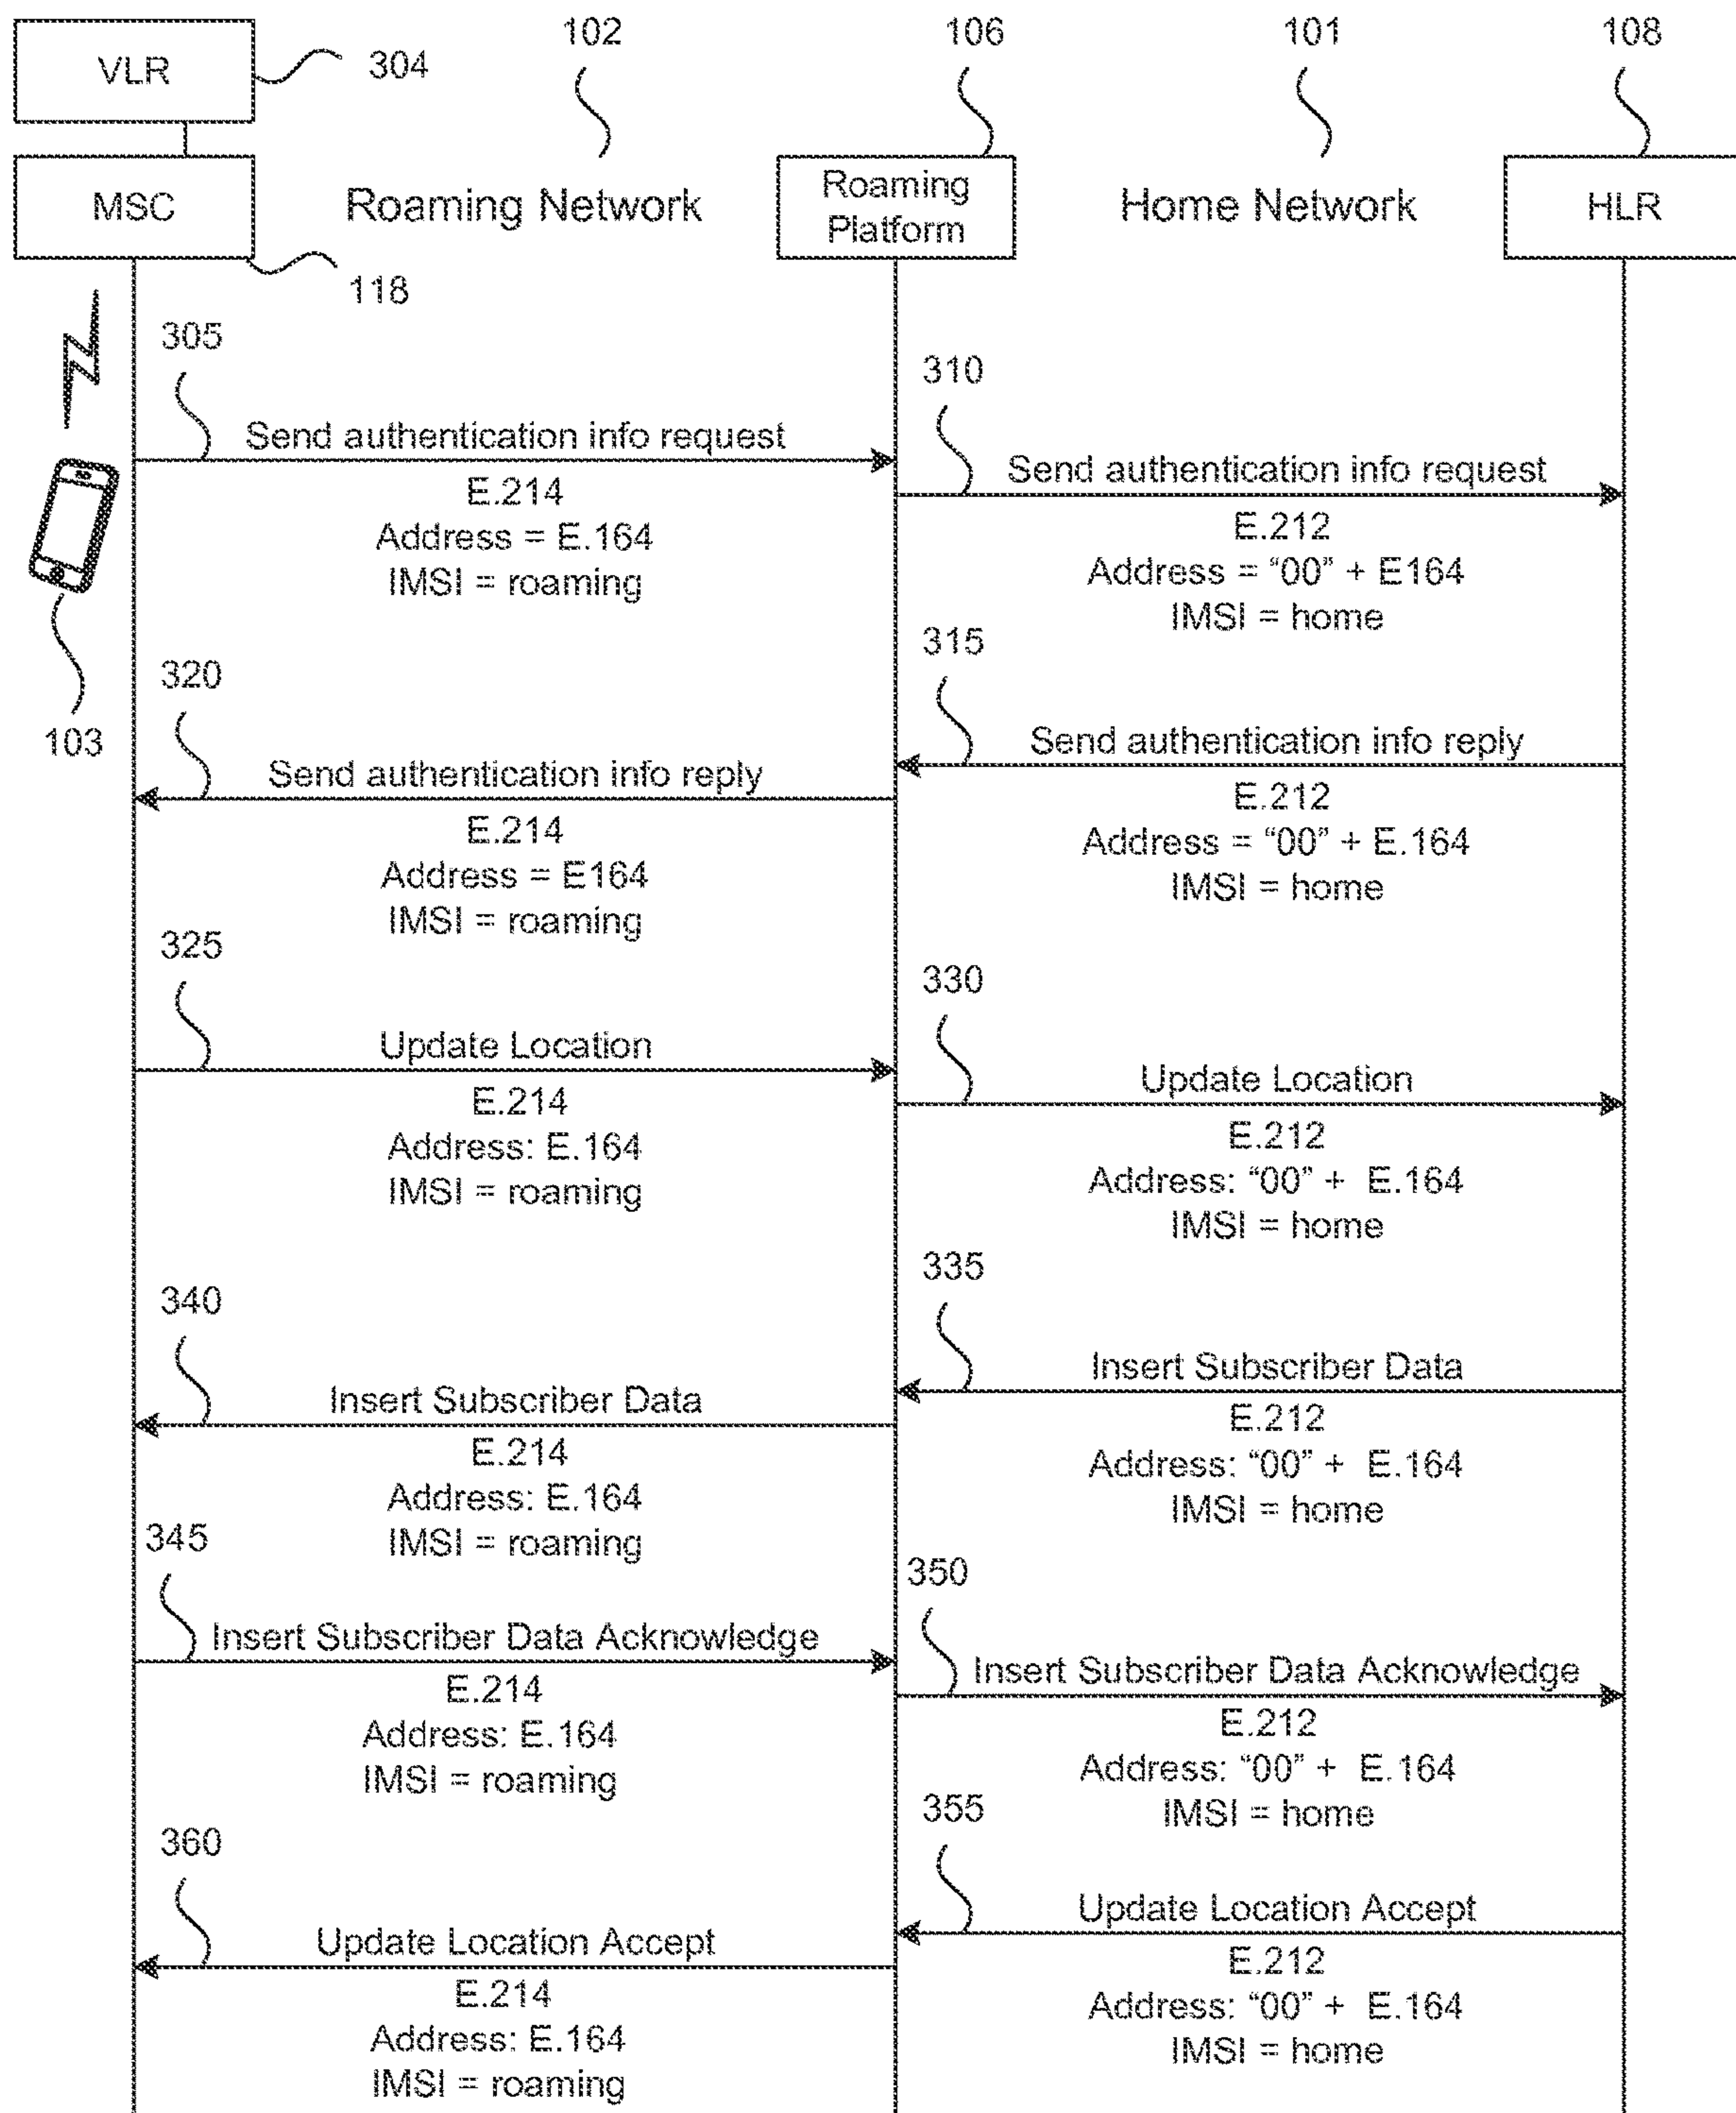 102
106
101
108
VLR
304
MSC
Roaming Network
Roaming
Platform
Home Network
HLR
118
305
310
Send authentication info request
E.214
Address = E.164
IMSI = roaming
Send authentication info request
E.212
Address = “00” + E164
IMSI = home
103
320
315
Send authentication info reply
E.212
Address = “00” + E.164
IMSI = home
Send authentication info reply
E.214
Address = E164
IMSI = roaming
325
330
Update Location
E.214
Address: E.164
IMSI = roaming
Update Location
E.212
Address: “00” + E.164
IMSI = home
335
340
Insert Subscriber Data
E.212
Address: “00” + E.164
IMSI = home
Insert Subscriber Data
E.214
Address: E.164
IMSI = roaming
345
350
Insert Subscriber Data Acknowledge
E.214
Address: E.164
IMSI = roaming
Insert Subscriber Data Acknowledge
E.212
Address: “00” + E.164
IMSI = home
355
360
Update Location Accept
E.212
Address: “00” + E.164
IMSI = home
Update Location Accept
E.214
Address: E.164
IMSI = roaming